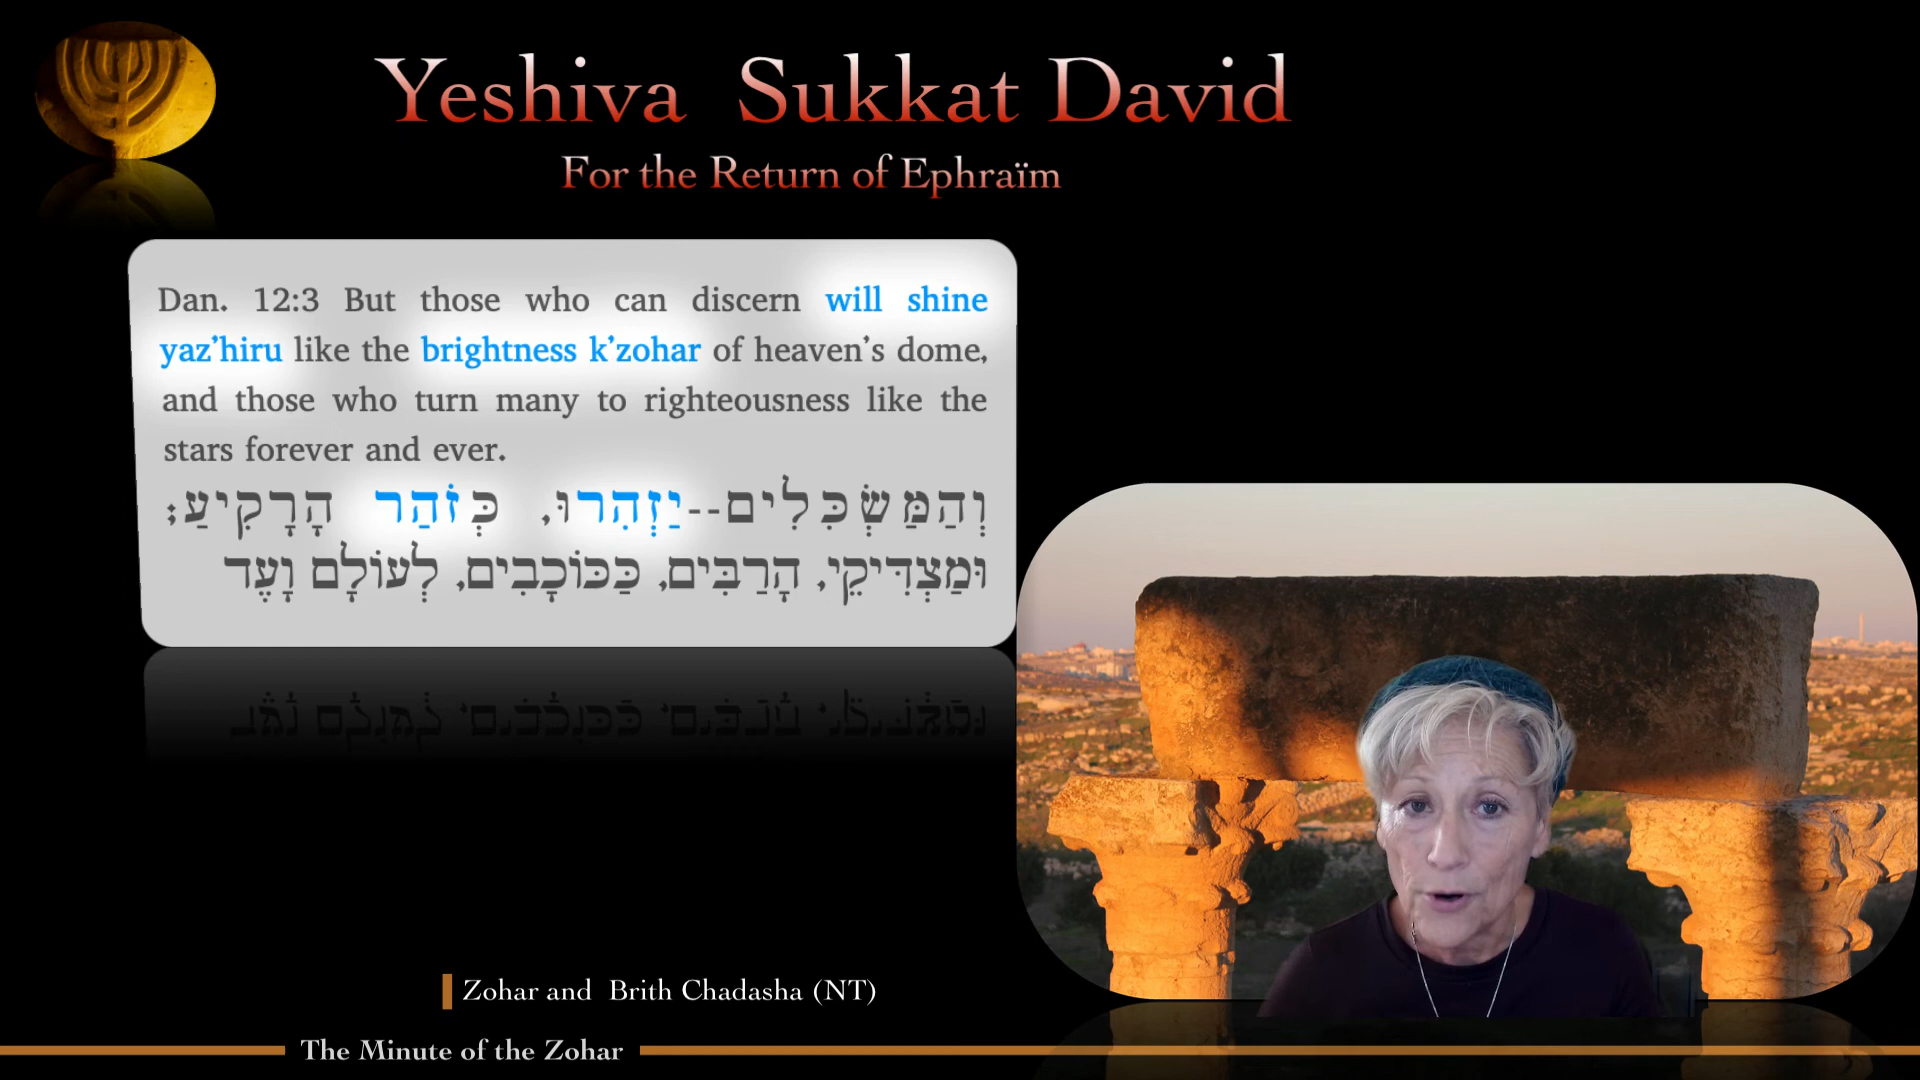 Yeshiva Sukkat David
For the Return of Ephraïm
Dan. 12:3 But those who can discern will shine
yaz’hiru like the brightness k’zohar of heaven’s dome,
and those who turn many to righteousness like the
stars forever and ever.
וְהַמַּשְׂכִּלִים--יַזְהִרוּ, כְּזֹהַר הָרָקִיעַ;
וּמַצְדִּיקֵי, הָרַבִּים, כַּכּוֹכָבִים, לְעוֹלָם וָעֶד
Zohar and Brith Chadasha (NT)
The Minute of the Zohar